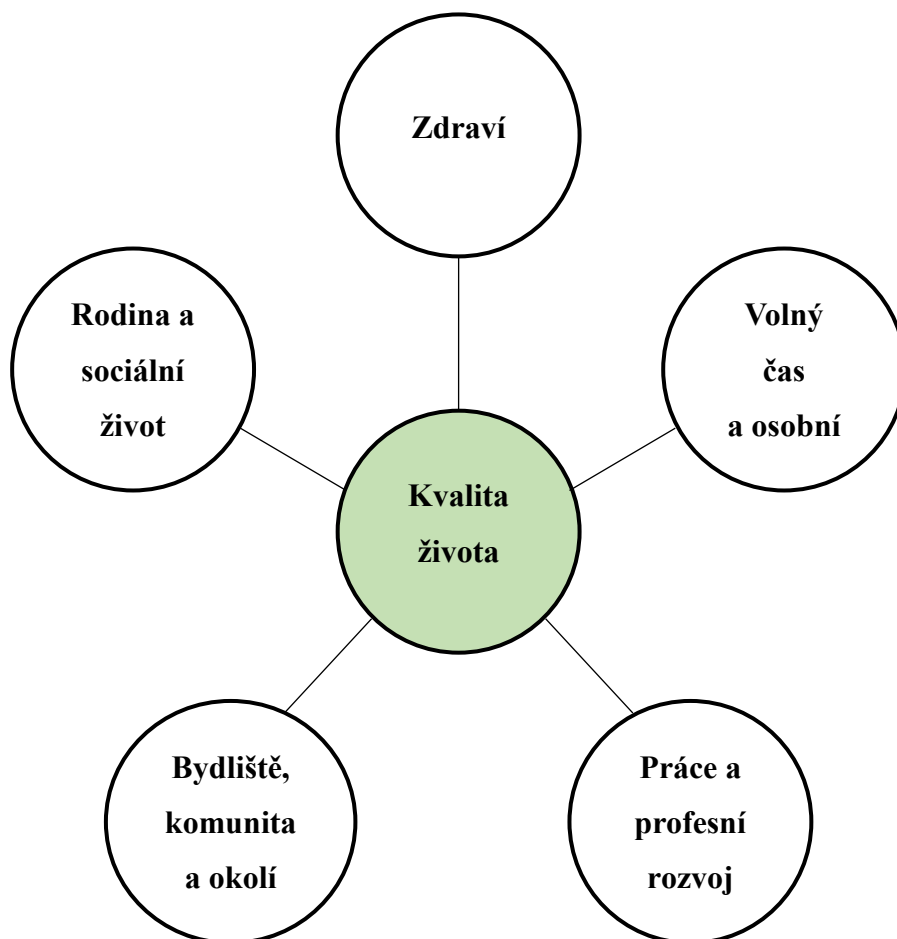 Zdraví
Rodina a
sociální
život
Volný
čas
a osobní
Kvalita
života
Bydliště,
komunita
a okolí
Práce a
profesní
rozvoj